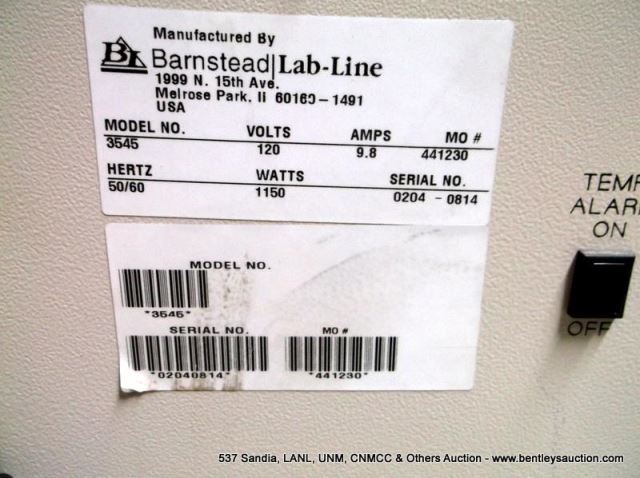 Manufactured By
BL Barnstead|Lab-Line
1999 N. 15th Ave.
Melrose Park, Il 60160-1491
USA
MODEL NO. VOLTS AMPS MO #
3545 120 9.8 441230
HERTZ WATTS SERIAL NO.
50/60 1150 0204 - 0814
MODEL NO.
*3545*
SERIAL NO. MO #
*02040814* *441230*
TEMP
ALAR
ON
OFF
537 Sandia, LANL, UNM, CNMCC & Others Auction - www.bentleysauction.com